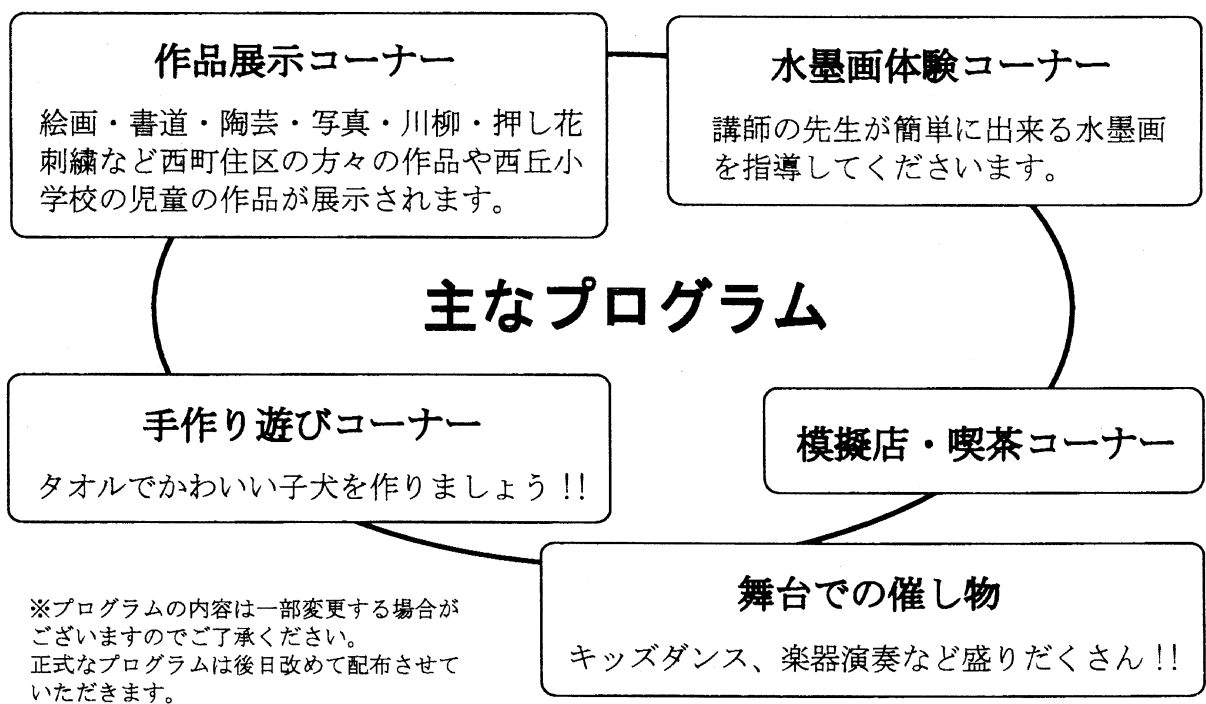 作品展示コーナー
絵画・書道・陶芸・写真・川柳・押し花
刺繍など西町住区の方々の作品や西丘小
学校の児童の作品が展示されます。
水墨画体験コーナー
講師の先生が簡単に出来る水墨画
を指導してくださいます。
主なプログラム
手作り遊びコーナー
タオルでかわいい子犬を作りましょう!!
模擬店・喫茶コーナー
舞台での催し物
キッズダンス、楽器演奏など盛りだくさん!!
※プログラムの内容は一部変更する場合が
ございますのでご了承ください。
正式なプログラムは後日改めて配布させて
いただきます。